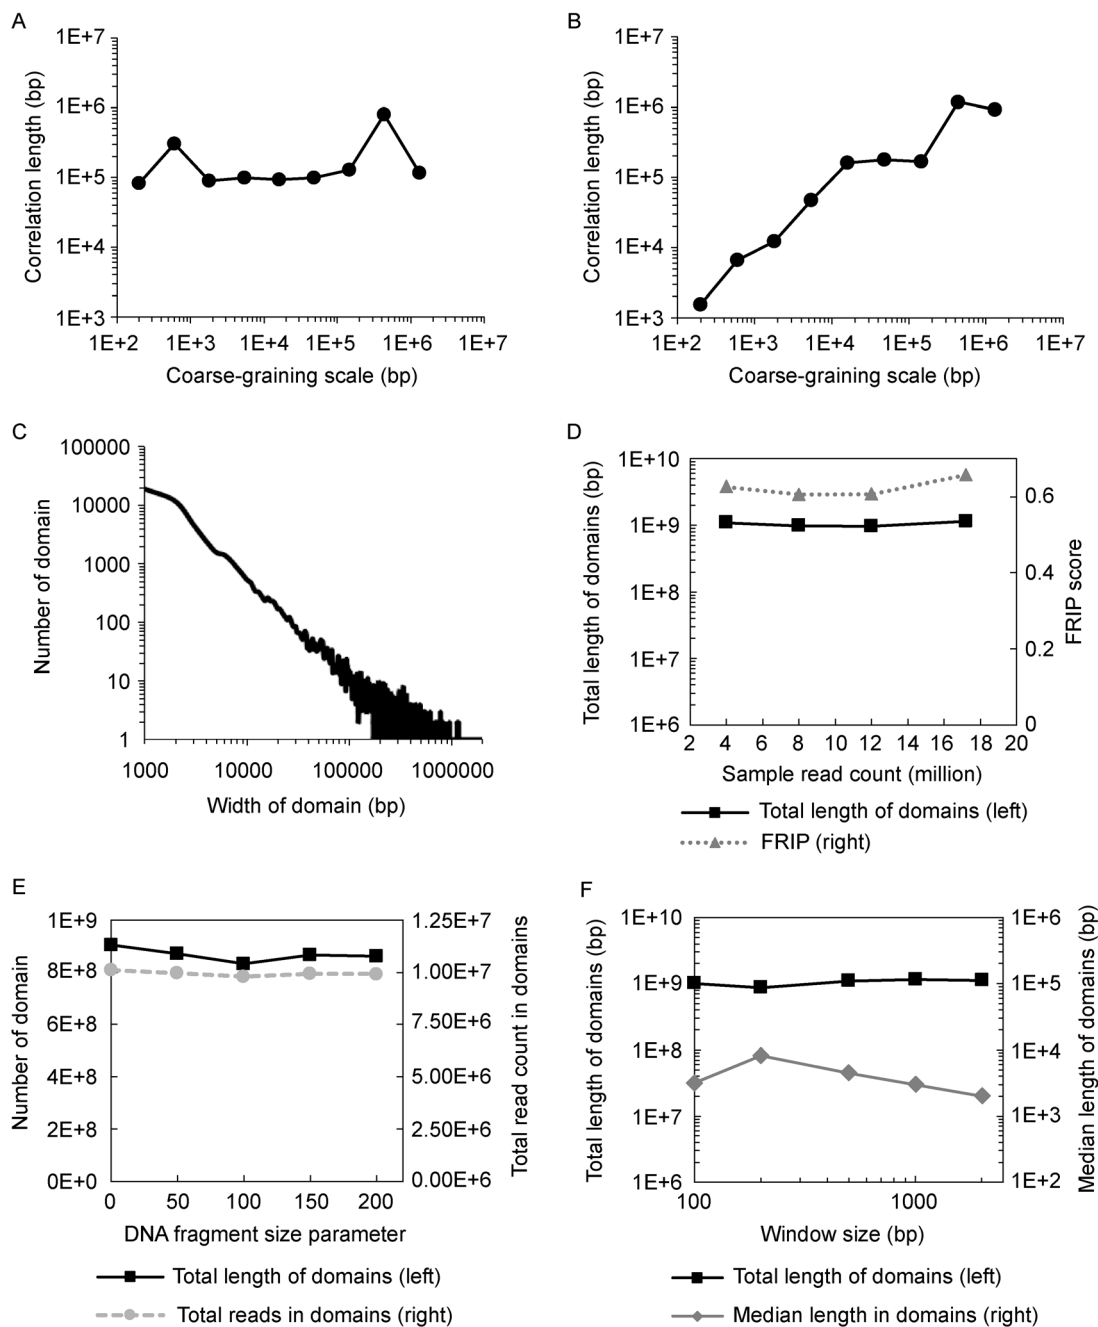 A
Correlation length (bp)
1E+7
1E+6
1E+5
1E+4
1E+3
1E+2 1E+3 1E+4 1E+5 1E+6 1E+7
Coarse-graining scale (bp)
B
Correlation length (bp)
1E+7
1E+6
1E+5
1E+4
1E+3
1E+2 1E+3 1E+4 1E+5 1E+6 1E+7
Coarse-graining scale (bp)
C
Number of domain
100000
10000
1000
100
10
1
1000 10000 100000 1000000
Width of domain (bp)
D
Total length of domains (bp)
1E+10
1E+9
1E+8
1E+7
1E+6
0.6
0.4
0.2
0
FRIP score
2 4 6 8 10 12 14 16 18 20
Sample read count (million)
Total length of domains (left)
FRIP (right)
E
Number of domain
1E+9
8E+8
6E+8
4E+8
2E+8
0E+0
1.25E+7
1.00E+7
7.50E+6
5.00E+6
2.50E+6
0.00E+6
Total read count in domains
0 50 100 150 200
DNA fragment size parameter
Total length of domains (left)
Total reads in domains (right)
F
Total length of domains (bp)
1E+10
1E+9
1E+8
1E+7
1E+6
1E+6
1E+5
1E+4
1E+3
1E+2
Median length of domains (bp)
100 1000
Window size (bp)
Total length of domains (left)
Median length in domains (right)